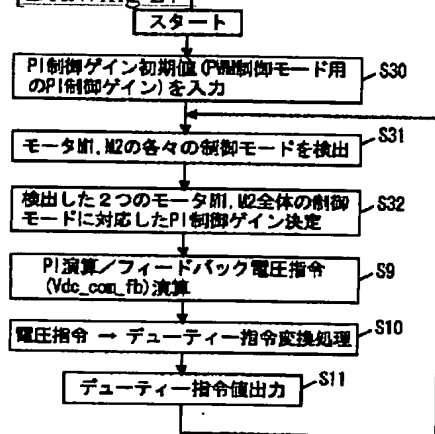 スタート
PI制御ゲイン初期値(PWM制御モード用
のPI制御ゲイン)を入力
S30
モータM1,M2の各々の制御モードを検出
S31
検出した2つのモータM1,M2全体の制御
モードに対応したPI制御ゲイン決定
S32
PI演算/フィードバック電圧指令
(Vdc_com_fb)演算
S9
電圧指令 → デューティー指令変換処理
S10
デューティー指令値出力
S11